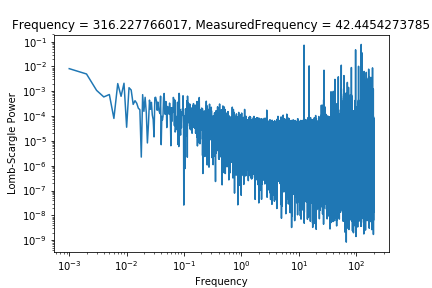 Frequency = 316.227766017, MeasuredFrequency = 42.4454273785
10⁻¹
10⁻²
10⁻³
10⁻⁴
10⁻⁵
10⁻⁶
10⁻⁷
10⁻⁸
10⁻⁹
Lomb-Scargle Power
10⁻³ 10⁻² 10⁻¹ 10⁰ 10¹ 10²
Frequency